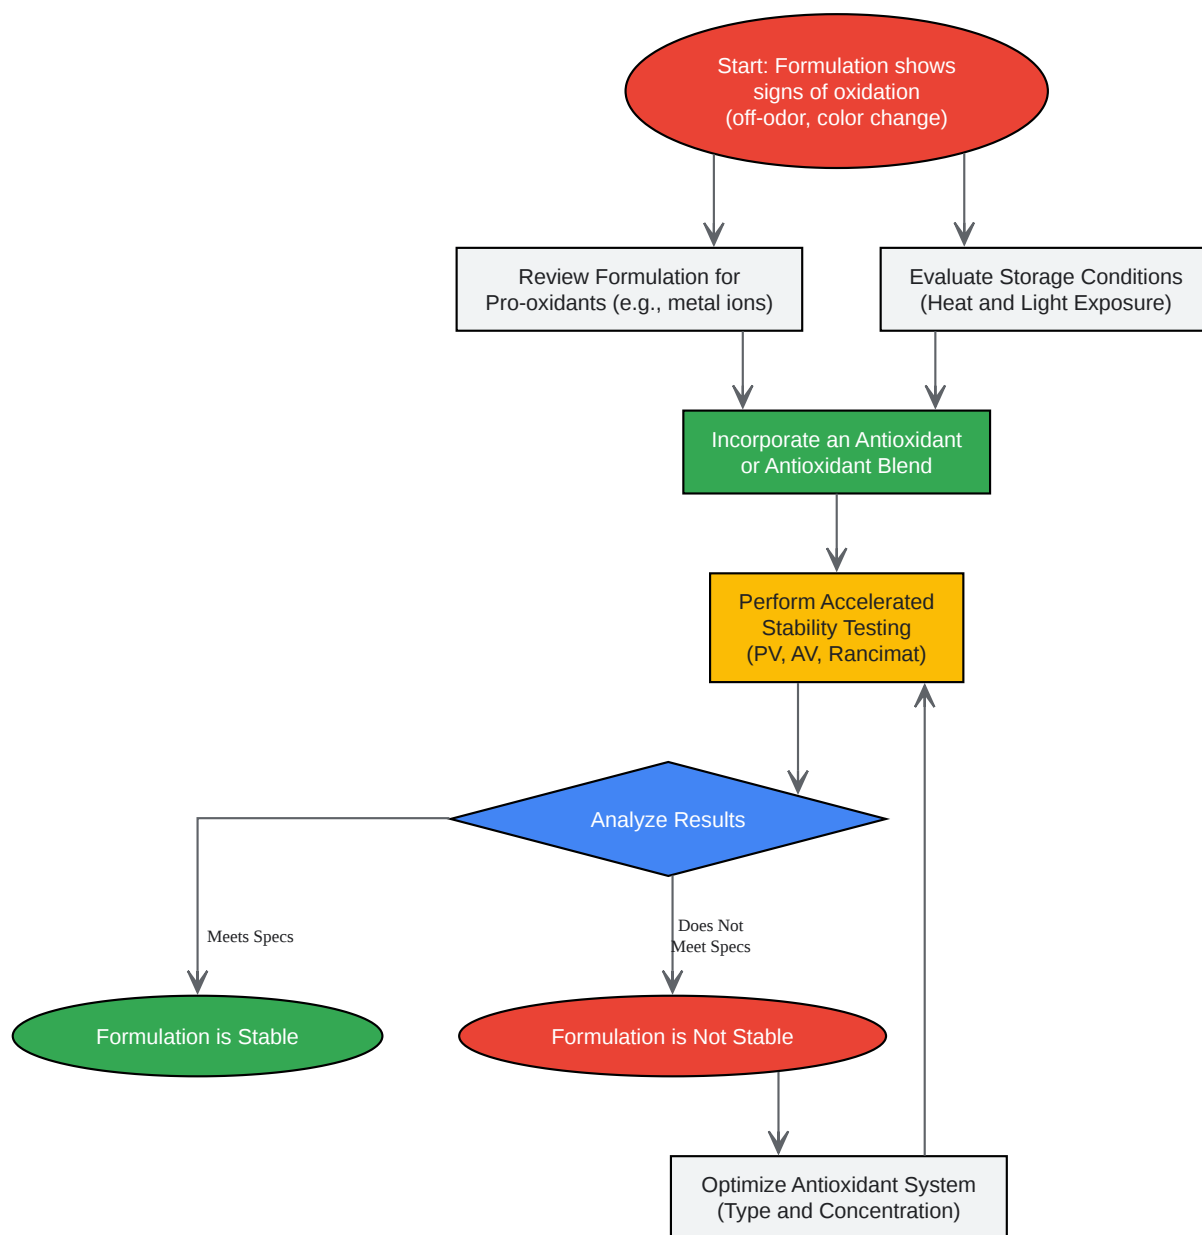 Start: Formulation shows
signs of oxidation
(off-odor, color change)
Review Formulation for
Pro-oxidants (e.g., metal ions)
Evaluate Storage Conditions
(Heat and Light Exposure)
Incorporate an Antioxidant
or Antioxidant Blend
Perform Accelerated
Stability Testing
(PV, AV, Rancimat)
Analyze Results
Meets Specs
Does Not
Meet Specs
Formulation is Stable
Formulation is Not Stable
Optimize Antioxidant System
(Type and Concentration)